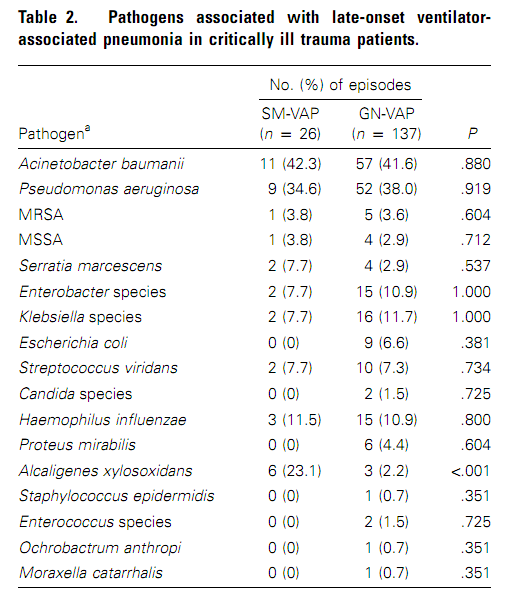 Table 2. Pathogens associated with late-onset ventilator-
associated pneumonia in critically ill trauma patients.
No. (%) of episodes
SM-VAP GN-VAP
Pathogenᵃ (n = 26) (n = 137) P
Acinetobacter baumanii 11 (42.3) 57 (41.6) .880
Pseudomonas aeruginosa 9 (34.6) 52 (38.0) .919
MRSA 1 (3.8) 5 (3.6) .604
MSSA 1 (3.8) 4 (2.9) .712
Serratia marcescens 2 (7.7) 4 (2.9) .537
Enterobacter species 2 (7.7) 15 (10.9) 1.000
Klebsiella species 2 (7.7) 16 (11.7) 1.000
Escherichia coli 0 (0) 9 (6.6) .381
Streptococcus viridans 2 (7.7) 10 (7.3) .734
Candida species 0 (0) 2 (1.5) .725
Haemophilus influenzae 3 (11.5) 15 (10.9) .800
Proteus mirabilis 0 (0) 6 (4.4) .604
Alcaligenes xylosoxidans 6 (23.1) 3 (2.2) <.001
Staphylococcus epidermidis 0 (0) 1 (0.7) .351
Enterococcus species 0 (0) 2 (1.5) .725
Ochrobactrum anthropi 0 (0) 1 (0.7) .351
Moraxella catarrhalis 0 (0) 1 (0.7) .351